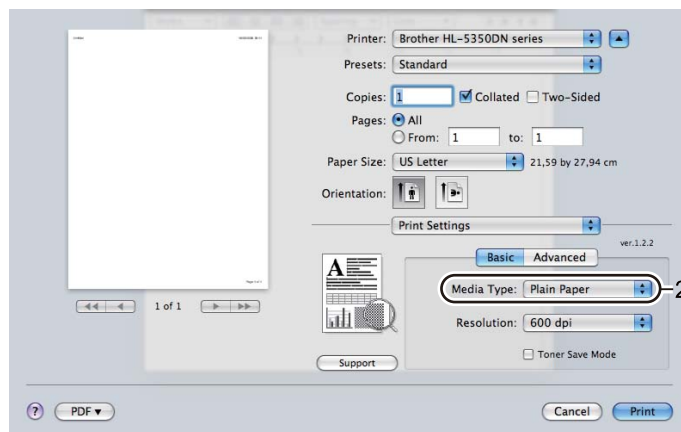 Printer: Brother HL-5350DN series
Presets: Standard
Copies: 1 Collated Two-Sided
Pages: All
From: 1 to: 1
Paper Size: US Letter 21,59 by 27,94 cm
Orientation:
Print Settings
ver.1.2.2
Basic Advanced
Media Type: Plain Paper 2
Resolution: 600 dpi
Toner Save Mode
Support
1 of 1
? PDF▼ Cancel Print